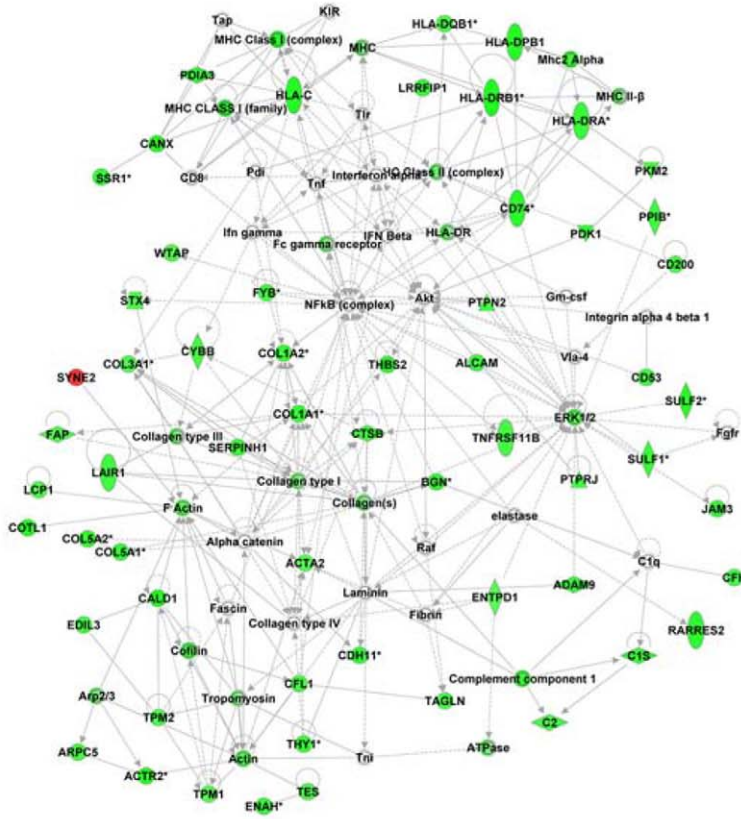 KIR
Tap
MHC Class I (complex)
MHC
HLA-DQB1*
HLA-DPB1
Mhc2 Alpha
PDIA3
HLA-C
LRRFIP1
HLA-DRB1*
MHC II-β
MHC CLASS I (family)
Tlr
HLA-DRA*
CANX
SSR1*
CD8
Pdi
Tnf
Interferon alpha
HC Class II (complex)
PKM2
CD74*
PPIB*
Ifn gamma
IFN Beta
HLA-DR
PDK1
Fc gamma receptor
WTAP
CD200
FYB*
STX4
NFkB (complex)
Akt
PTPN2
Gm-csf
Integrin alpha 4 beta 1
COL3A1*
CYBB
COL1A2*
THBS2
ALCAM
Vla-4
CD53
SYNE2
SULF2*
COL1A1*
CTSB
TNFRSF11B
ERK1/2
FAP
Collagen type III
SERPINH1
Fgfr
SULF1*
LAIR1
Collagen type I
BGN*
PTPRJ
LCP1
F Actin
Collagen(s)
elastase
JAM3
COTL1
COL5A2*
COL5A1*
Alpha catenin
Raf
ACTA2
C1q
CALD1
Laminin
ENTPD1
ADAM9
Fascin
Fibrin
EDIL3
Collagen type IV
RARRES2
Cofilin
CDH11*
C1S
CFL1
Complement component 1
Arp2/3
Tropomyosin
TAGLN
TPM2
C2
ARPC5
THY1*
Actin
Tni
ATPase
ACTR2*
TPM1
TES
ENAH*